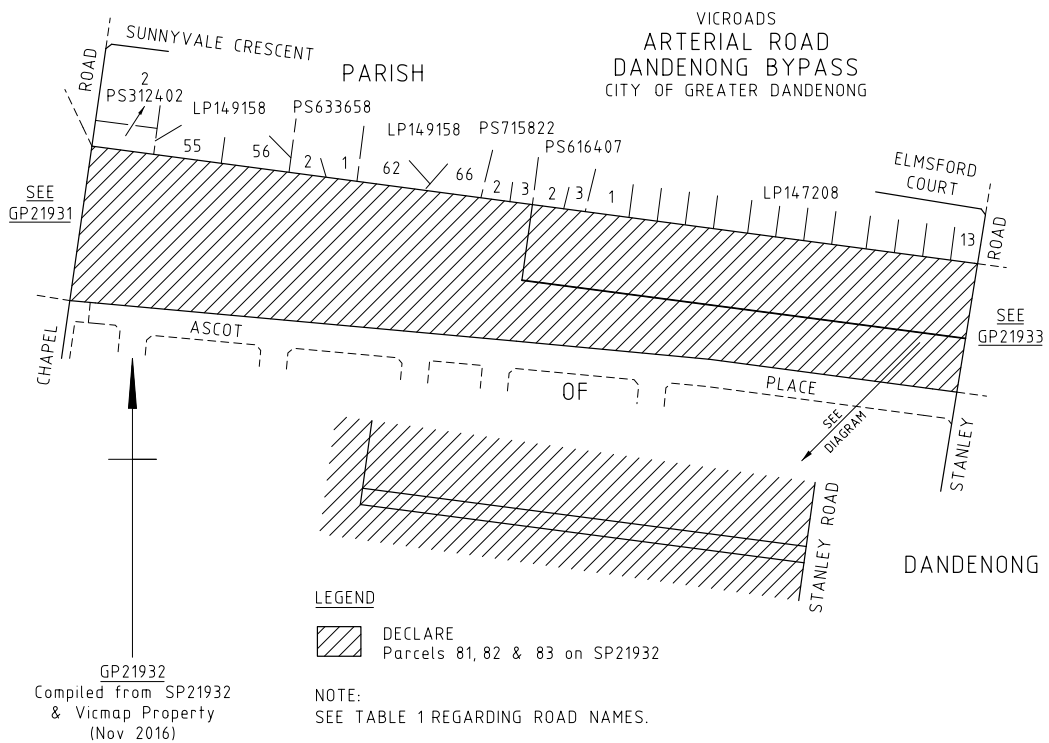 VICROADS
ARTERIAL ROAD
DANDENONG BYPASS
CITY OF GREATER DANDENONG
SUNNYVALE CRESCENT
ROAD
PARISH
2
PS312402
LP149158
PS633658
LP149158
PS715822
PS616407
55
56
2
1
62
66
2
3
2
3
1
LP147208
13
ELMSFORD
COURT
ROAD
SEE
GP21931
SEE
GP21933
CHAPEL
ASCOT
OF
PLACE
SEE
DIAGRAM
STANLEY
STANLEY ROAD
DANDENONG
LEGEND
DECLARE
Parcels 81, 82 & 83 on SP21932
GP21932
Compiled from SP21932
& Vicmap Property
(Nov 2016)
NOTE:
SEE TABLE 1 REGARDING ROAD NAMES.